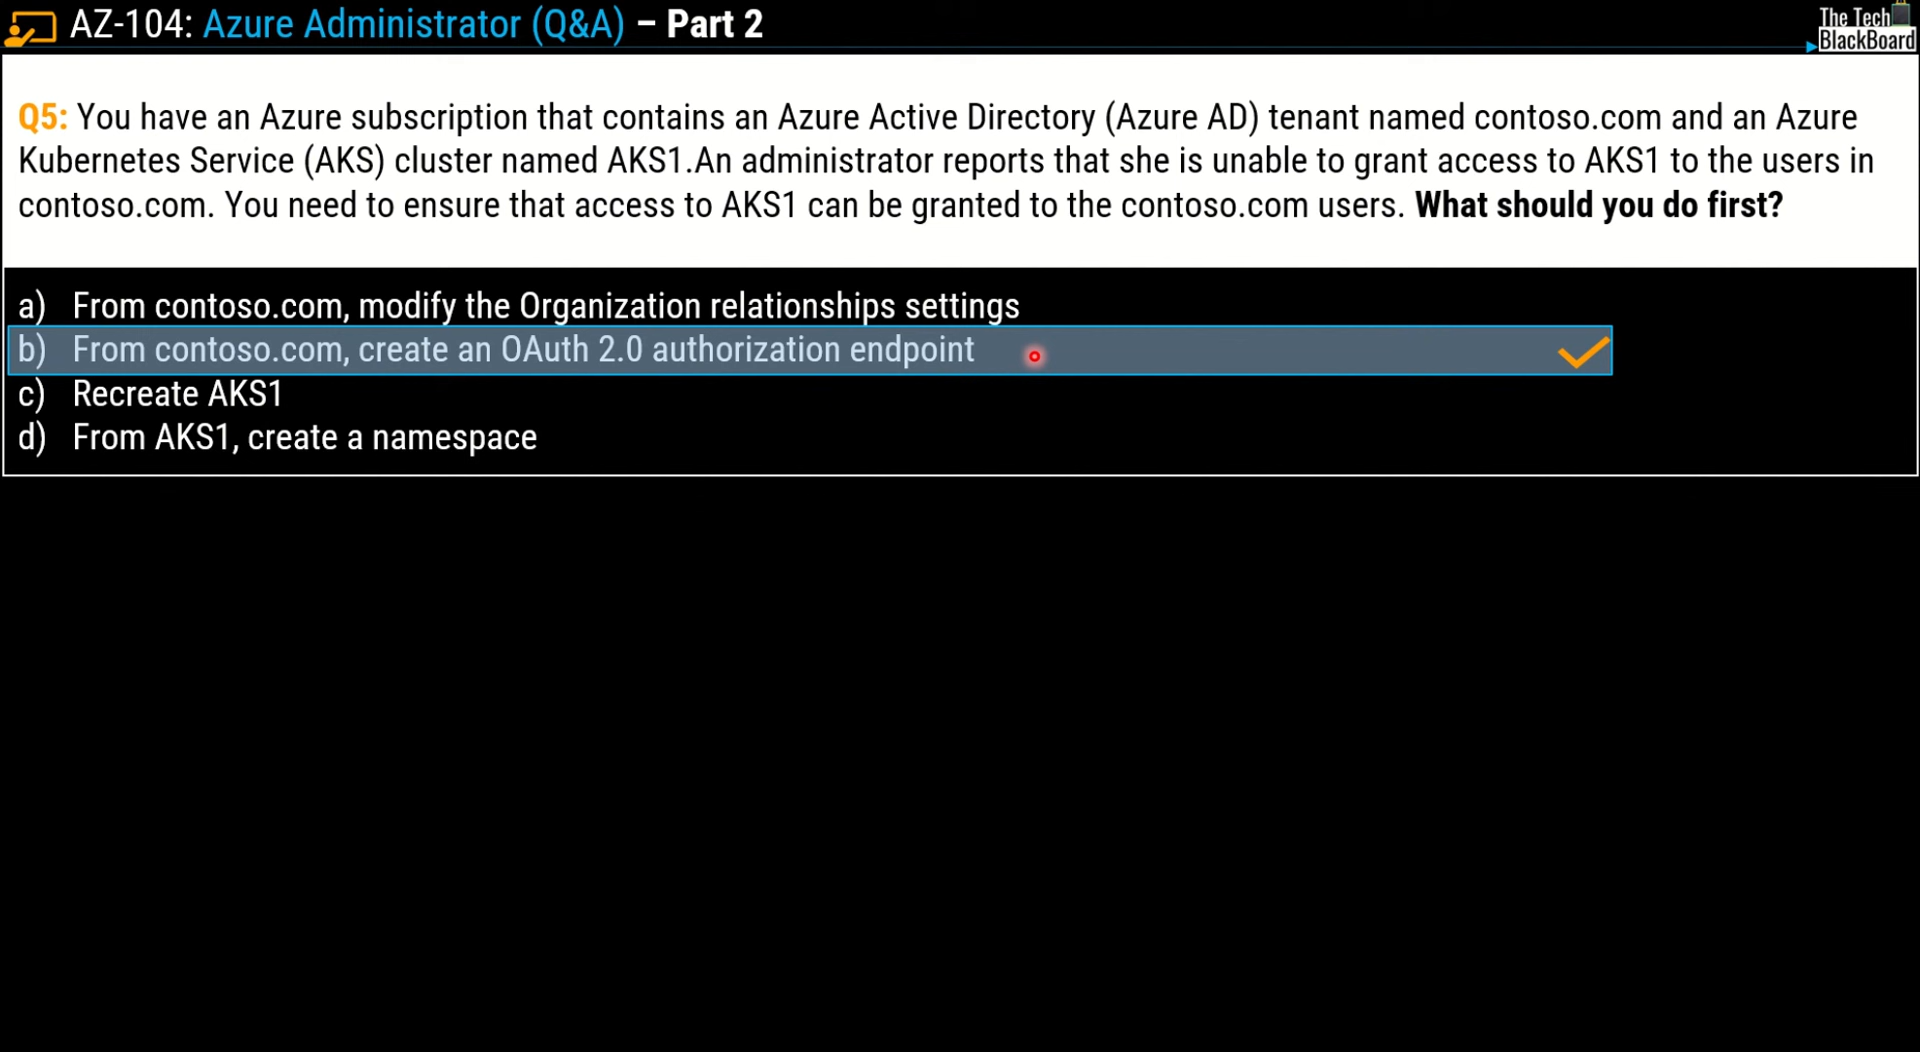 AZ-104: Azure Administrator (Q&A) – Part 2
The Tech
BlackBoard
Q5: You have an Azure subscription that contains an Azure Active Directory (Azure AD) tenant named contoso.com and an Azure
Kubernetes Service (AKS) cluster named AKS1.An administrator reports that she is unable to grant access to AKS1 to the users in
contoso.com. You need to ensure that access to AKS1 can be granted to the contoso.com users. What should you do first?
a) From contoso.com, modify the Organization relationships settings
b) From contoso.com, create an OAuth 2.0 authorization endpoint
c) Recreate AKS1
d) From AKS1, create a namespace